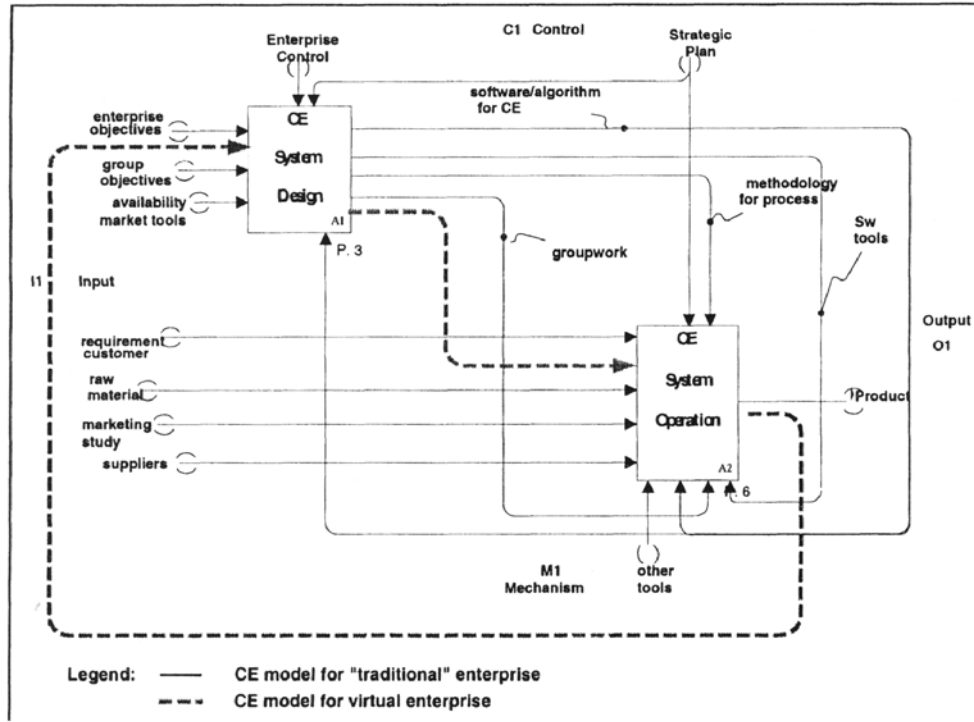 C1 Control
Enterprise
Control
Strategic
Plan
software/algorithm
for CE
enterprise
objectives
group
objectives
availability
market tools
CE
System
Design
A1
P. 3
methodology
for process
groupwork
Sw
tools
I1 Input
requirement
customer
raw
material
marketing
study
suppliers
CE
System
Operation
A2
6
Output
O1
Product
M1
Mechanism
other
tools
Legend:
CE model for "traditional" enterprise
CE model for virtual enterprise